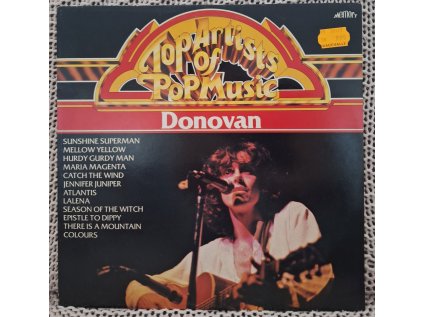 MEMORY
Top Artists
of
PoP Music
Donovan
SUNSHINE SUPERMAN
MELLOW YELLOW
HURDY GURDY MAN
MARIA MAGENTA
CATCH THE WIND
JENNIFER JUNIPER
ATLANTIS
LALENA
SEASON OF THE WITCH
EPISTLE TO DIPPY
THERE IS A MOUNTAIN
COLOURS